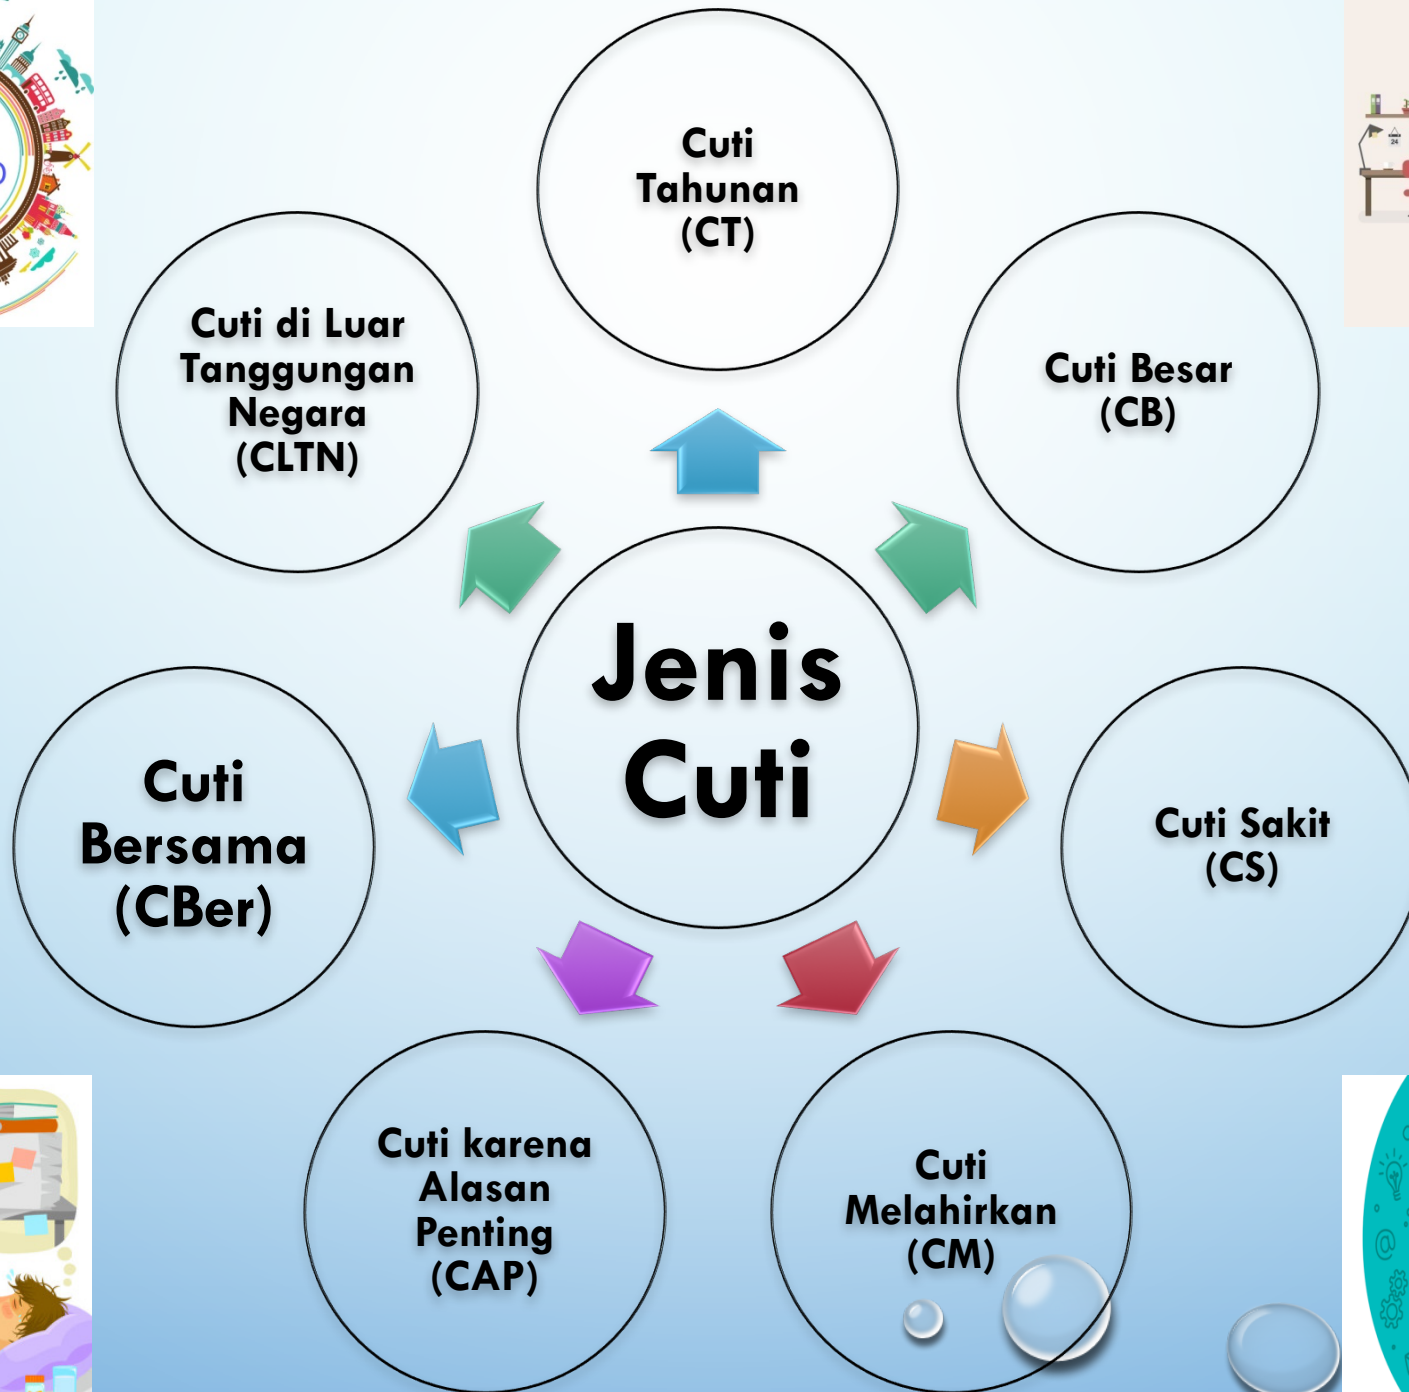 Cuti
Tahunan
(CT)
Cuti di Luar
Tanggungan
Negara
(CLTN)
Cuti Besar
(CB)
Jenis
Cuti
Cuti
Bersama
(CBer)
Cuti Sakit
(CS)
Cuti karena
Alasan
Penting
(CAP)
Cuti
Melahirkan
(CM)
24
@